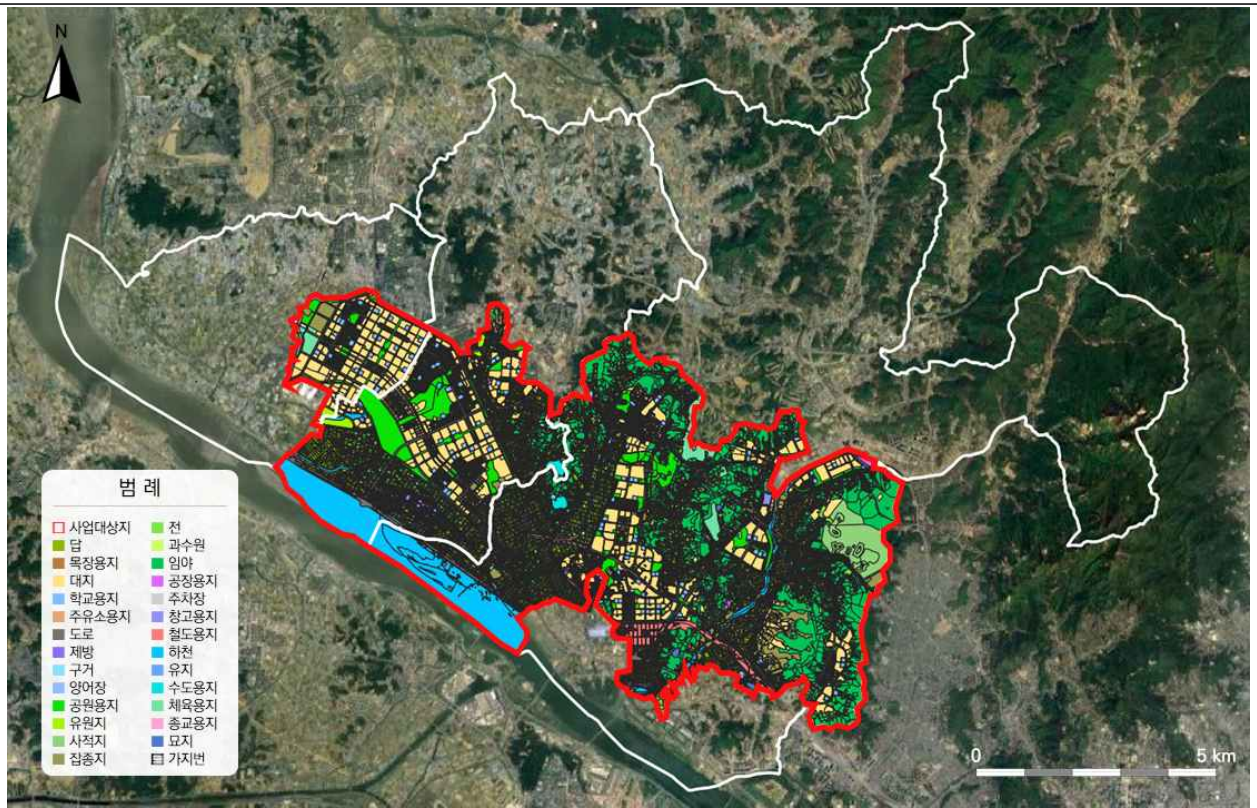 N
범 례
사업대상지 전
답 과수원
목장용지 임야
대지 공장용지
학교용지 주차장
주유소용지 창고용지
도로 철도용지
제방 하천
구거 유지
양어장 수도용지
공원용지 체육용지
유원지 종교용지
사적지 묘지
잡종지 가지번
0 5 km